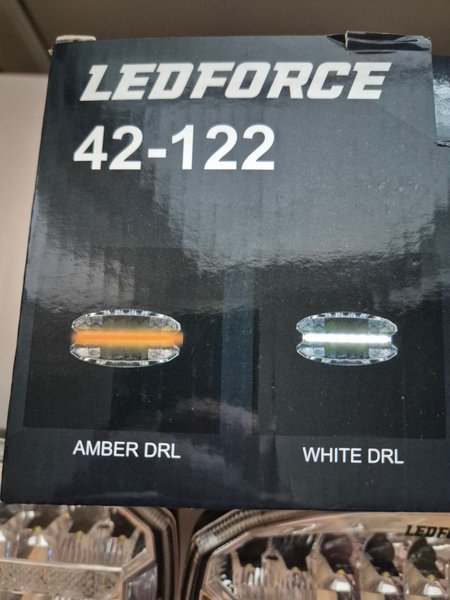 LEDFORCE
42-122
AMBER DRL
WHITE DRL